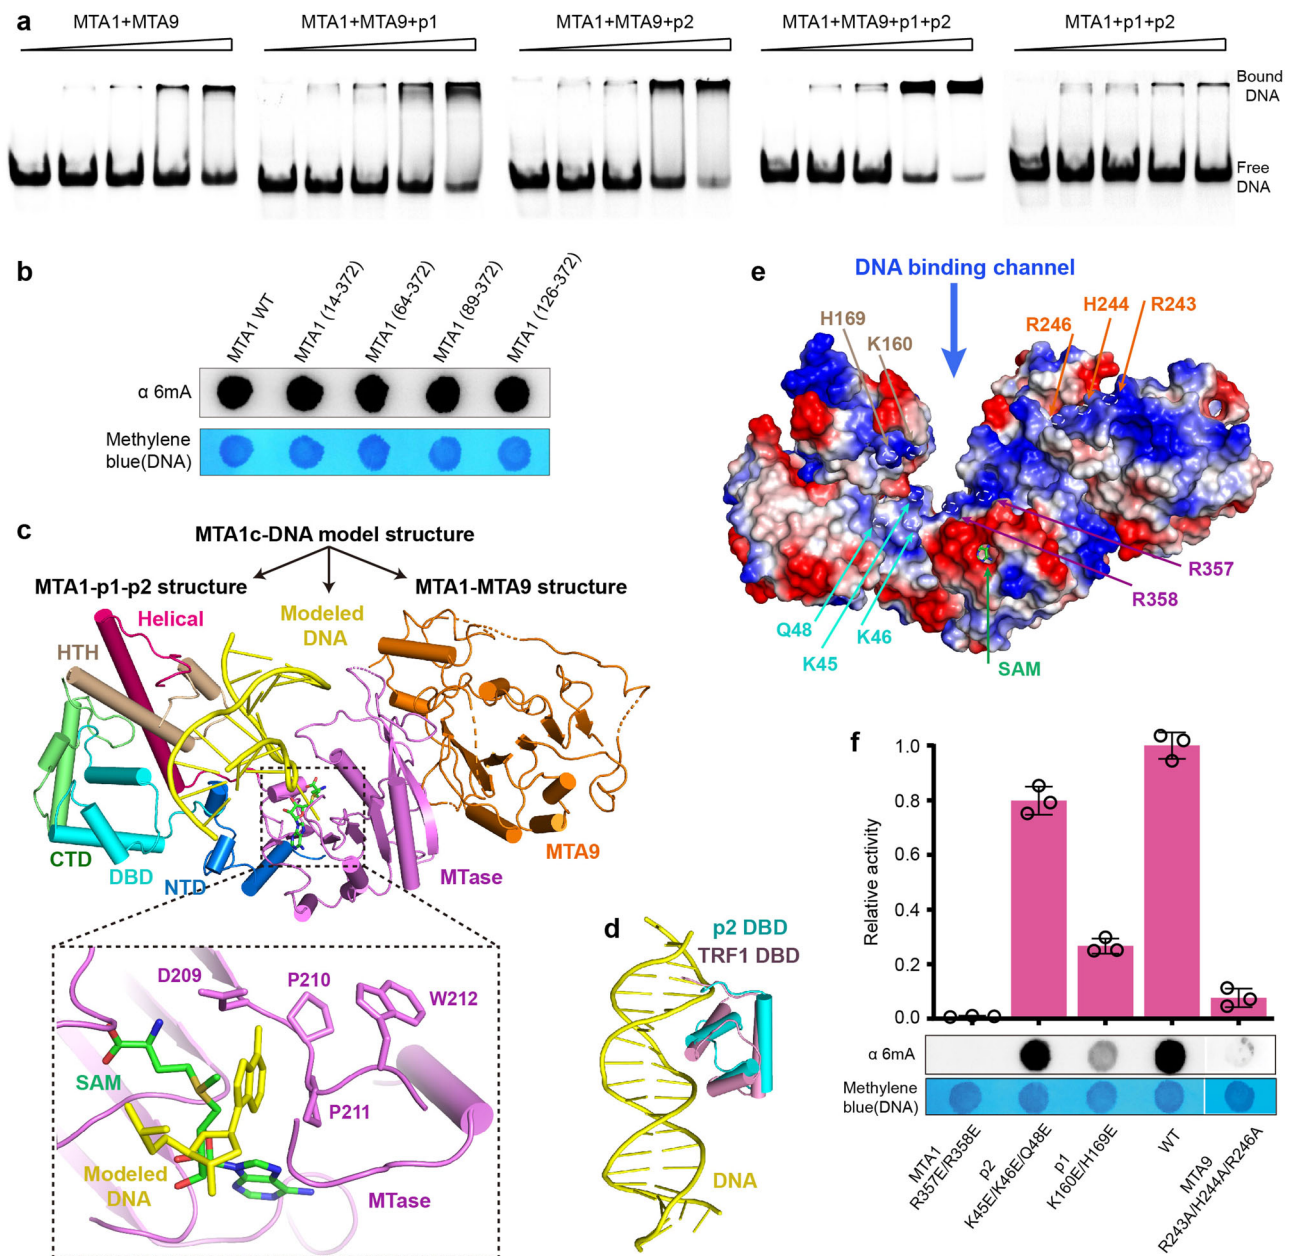 a
MTA1+MTA9
MTA1+MTA9+p1
MTA1+MTA9+p2
MTA1+MTA9+p1+p2
MTA1+p1+p2
Bound
DNA
Free
DNA
b
MTA1 WT
MTA1 (14-372)
MTA1 (64-372)
MTA1 (89-372)
MTA1 (126-372)
α 6mA
Methylene
blue(DNA)
c
MTA1c-DNA model structure
MTA1-p1-p2 structure
Modeled
DNA
MTA1-MTA9 structure
Helical
HTH
CTD
DBD
NTD
MTase
MTA9
D209
P210
W212
SAM
P211
Modeled
DNA
MTase
d
p2 DBD
TRF1 DBD
DNA
e
DNA binding channel
H169
K160
R246
H244
R243
Q48
K45
K46
SAM
R358
R357
f
Relative activity
1.0
0.8
0.6
0.4
0.2
0.0
α 6mA
Methylene
blue(DNA)
MTA1
R357E/R358E
p2
K45E/K46E/Q48E
p1
K160E/H169E
WT
MTA9
R243A/H244A/R246A